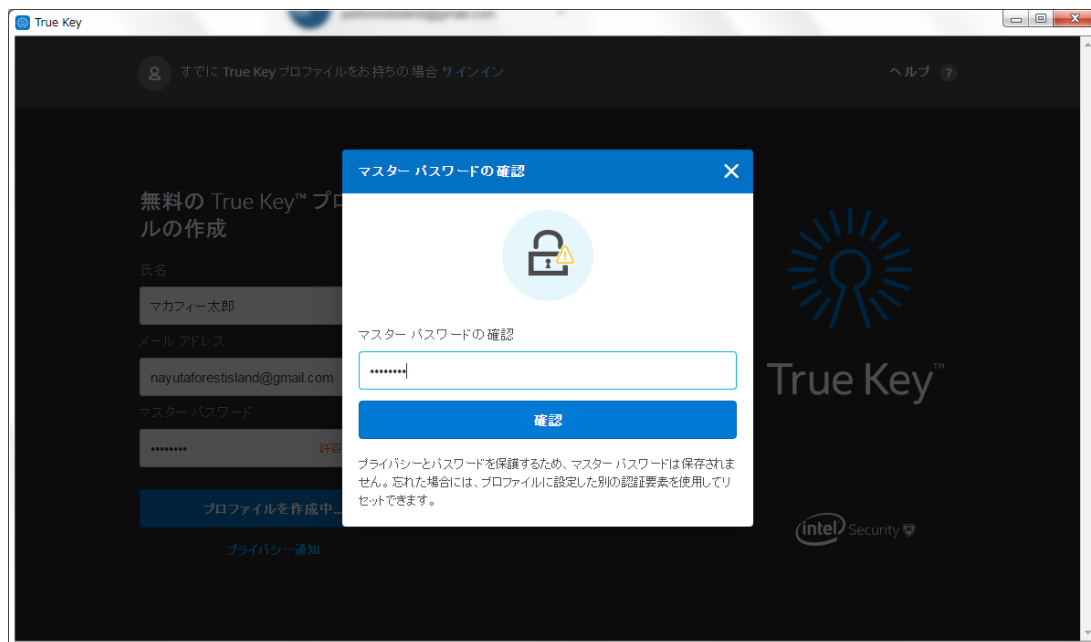 True Key
すでに True Key プロファイルをお持ちの場合 サインイン
ヘルプ ?
マスター パスワードの確認
無料の True Key™ プロ
ルの作成
氏名
マカフィー太郎
メール アドレス
nayutaforestisland@gmail.com
マスター パスワード
••••••••
許容
プロファイルを作成中...
プライバシー通知
マスター パスワードの確認
••••••••
確認
プライバシーとパスワードを保護するため、マスター パスワードは保存されま
せん。忘れた場合には、プロファイルに設定した別の認証要素を使用してリ
セットできます。
True Key™
intel Security